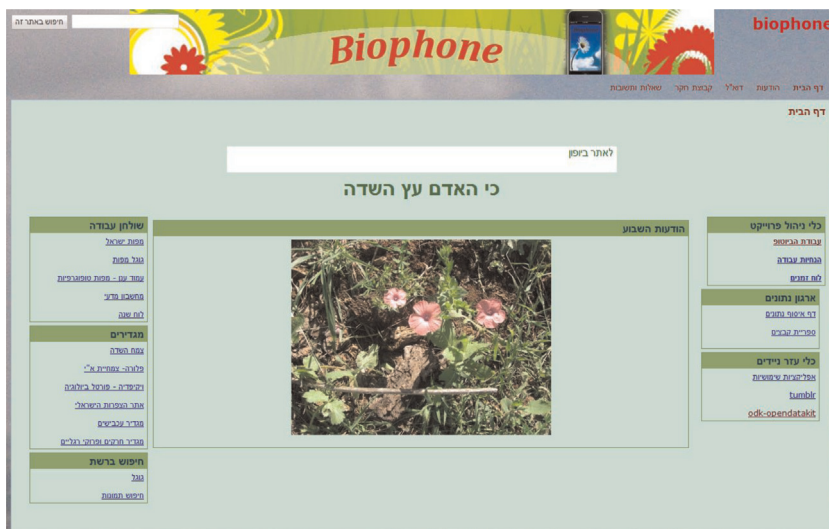 biophone
Biophone
חיפוש באתר זה
דף הבית הודעות דוא"ל קבוצת חקר שאלות ותשובות
דף הבית
לאתר ביופון
כי האדם עץ השדה
כלי ניהול פרוייקט
עבודת הביוטופ
הנחיות עבודה
לוח זמנים
ארגון נתונים
דף איסוף נתונים
ספריית קבצים
כלי עזר ניידים
אפליקציות שימושיות
tumblr
odk-opendatakit
הודעות השבוע
שולחן עבודה
מפות ישראל
גוגל מפות
עמוד ענן - מפות טופוגרפיות
מחשבון מדעי
לוח שנה
מגדירים
צמח השדה
פלורה- צמחיית א"י
ויקיפדיה - פורטל ביולוגיה
אתר הצפרות הישראלי
מגדיר עכבישים
מגדיר חרקים ופרוקי רגליים
חיפוש ברשת
גוגל
חיפוש תמונות